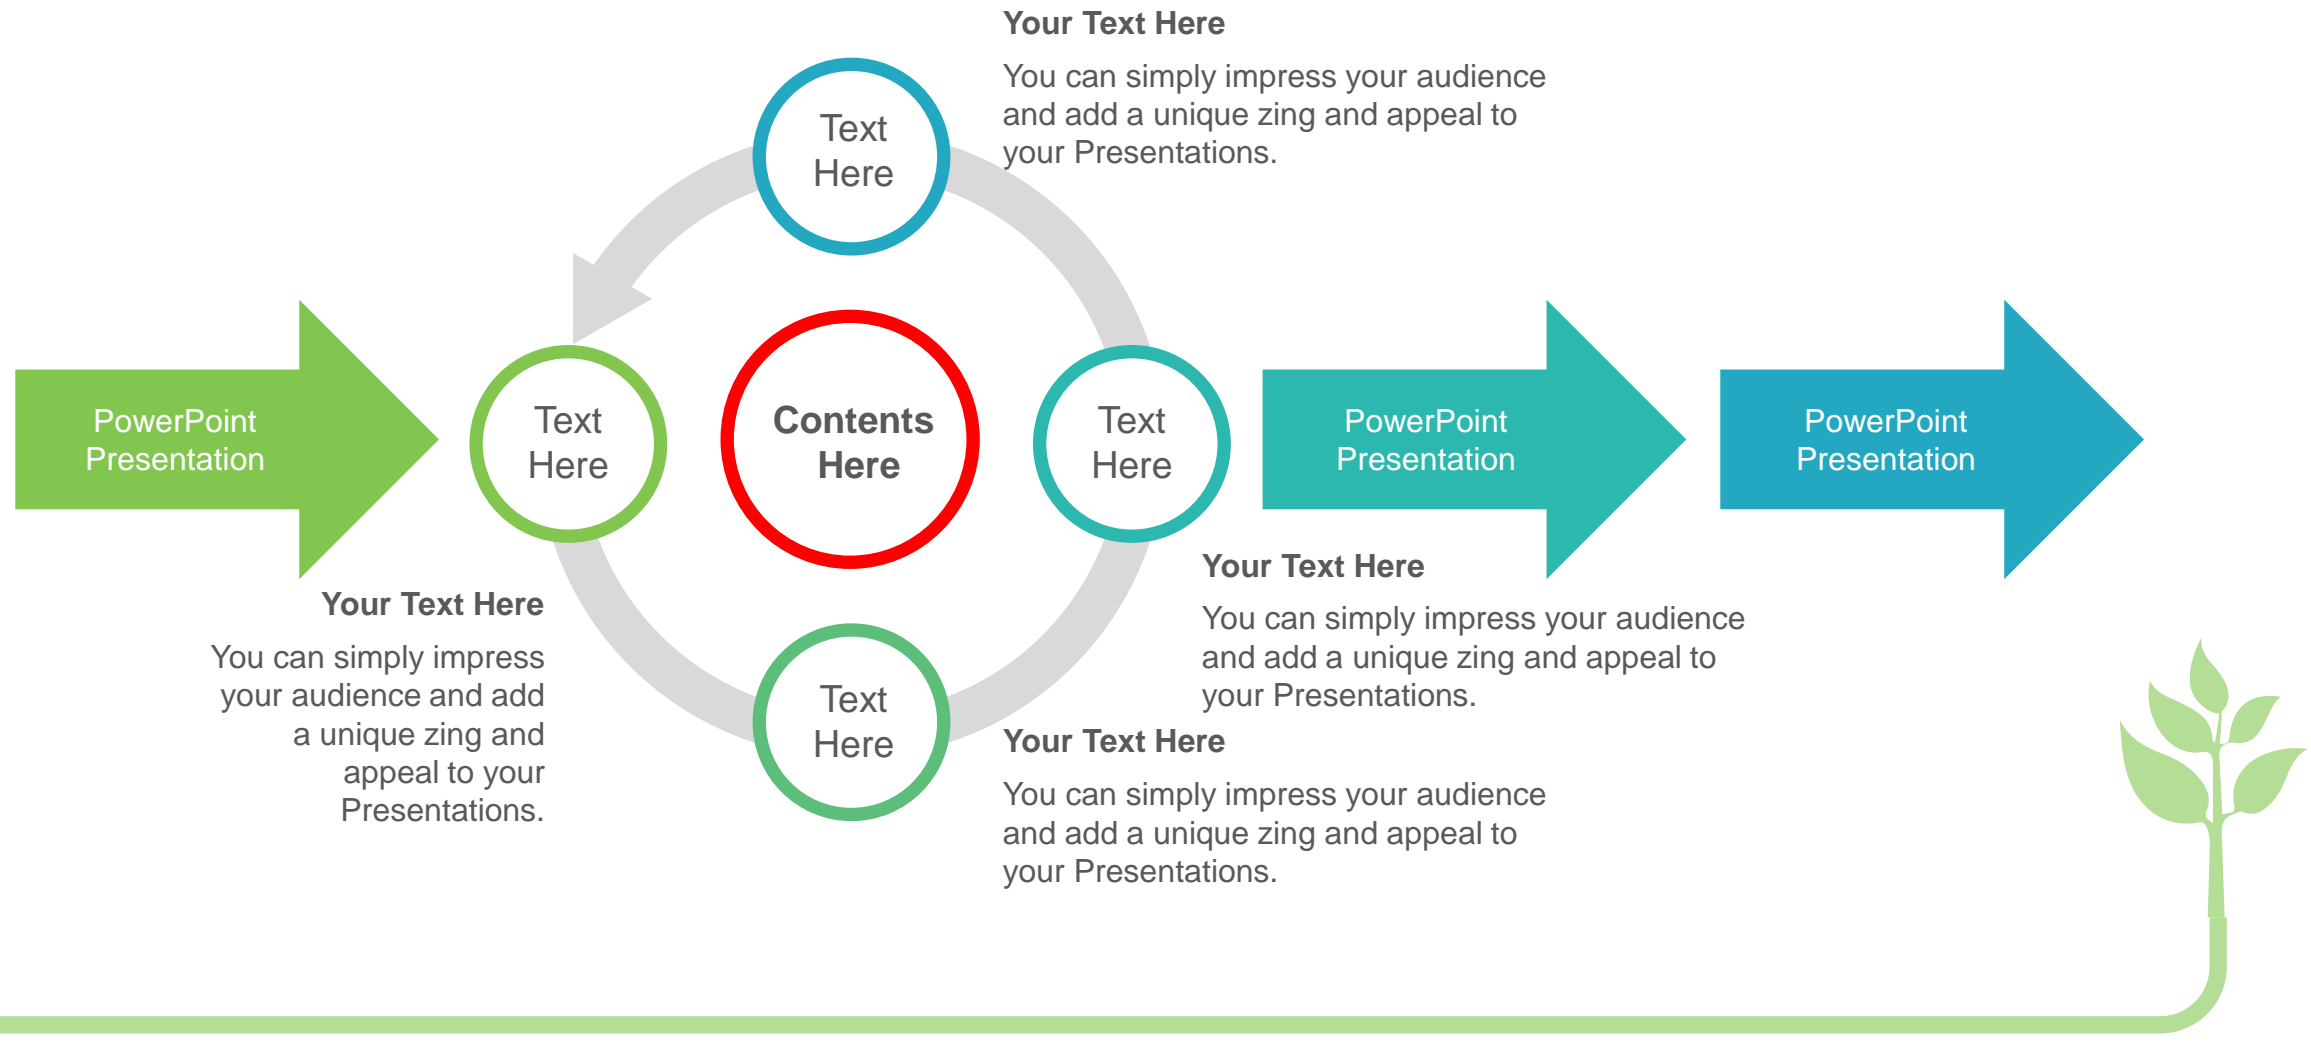 Your Text Here
You can simply impress your audience
and add a unique zing and appeal to
your Presentations.
Text
Here
PowerPoint
Presentation
Text
Here
Contents
Here
Text
Here
PowerPoint
Presentation
PowerPoint
Presentation
Your Text Here
You can simply impress your audience
and add a unique zing and appeal to
your Presentations.
Your Text Here
You can simply impress
your audience and add
a unique zing and
appeal to your
Presentations.
Text
Here
Your Text Here
You can simply impress your audience
and add a unique zing and appeal to
your Presentations.